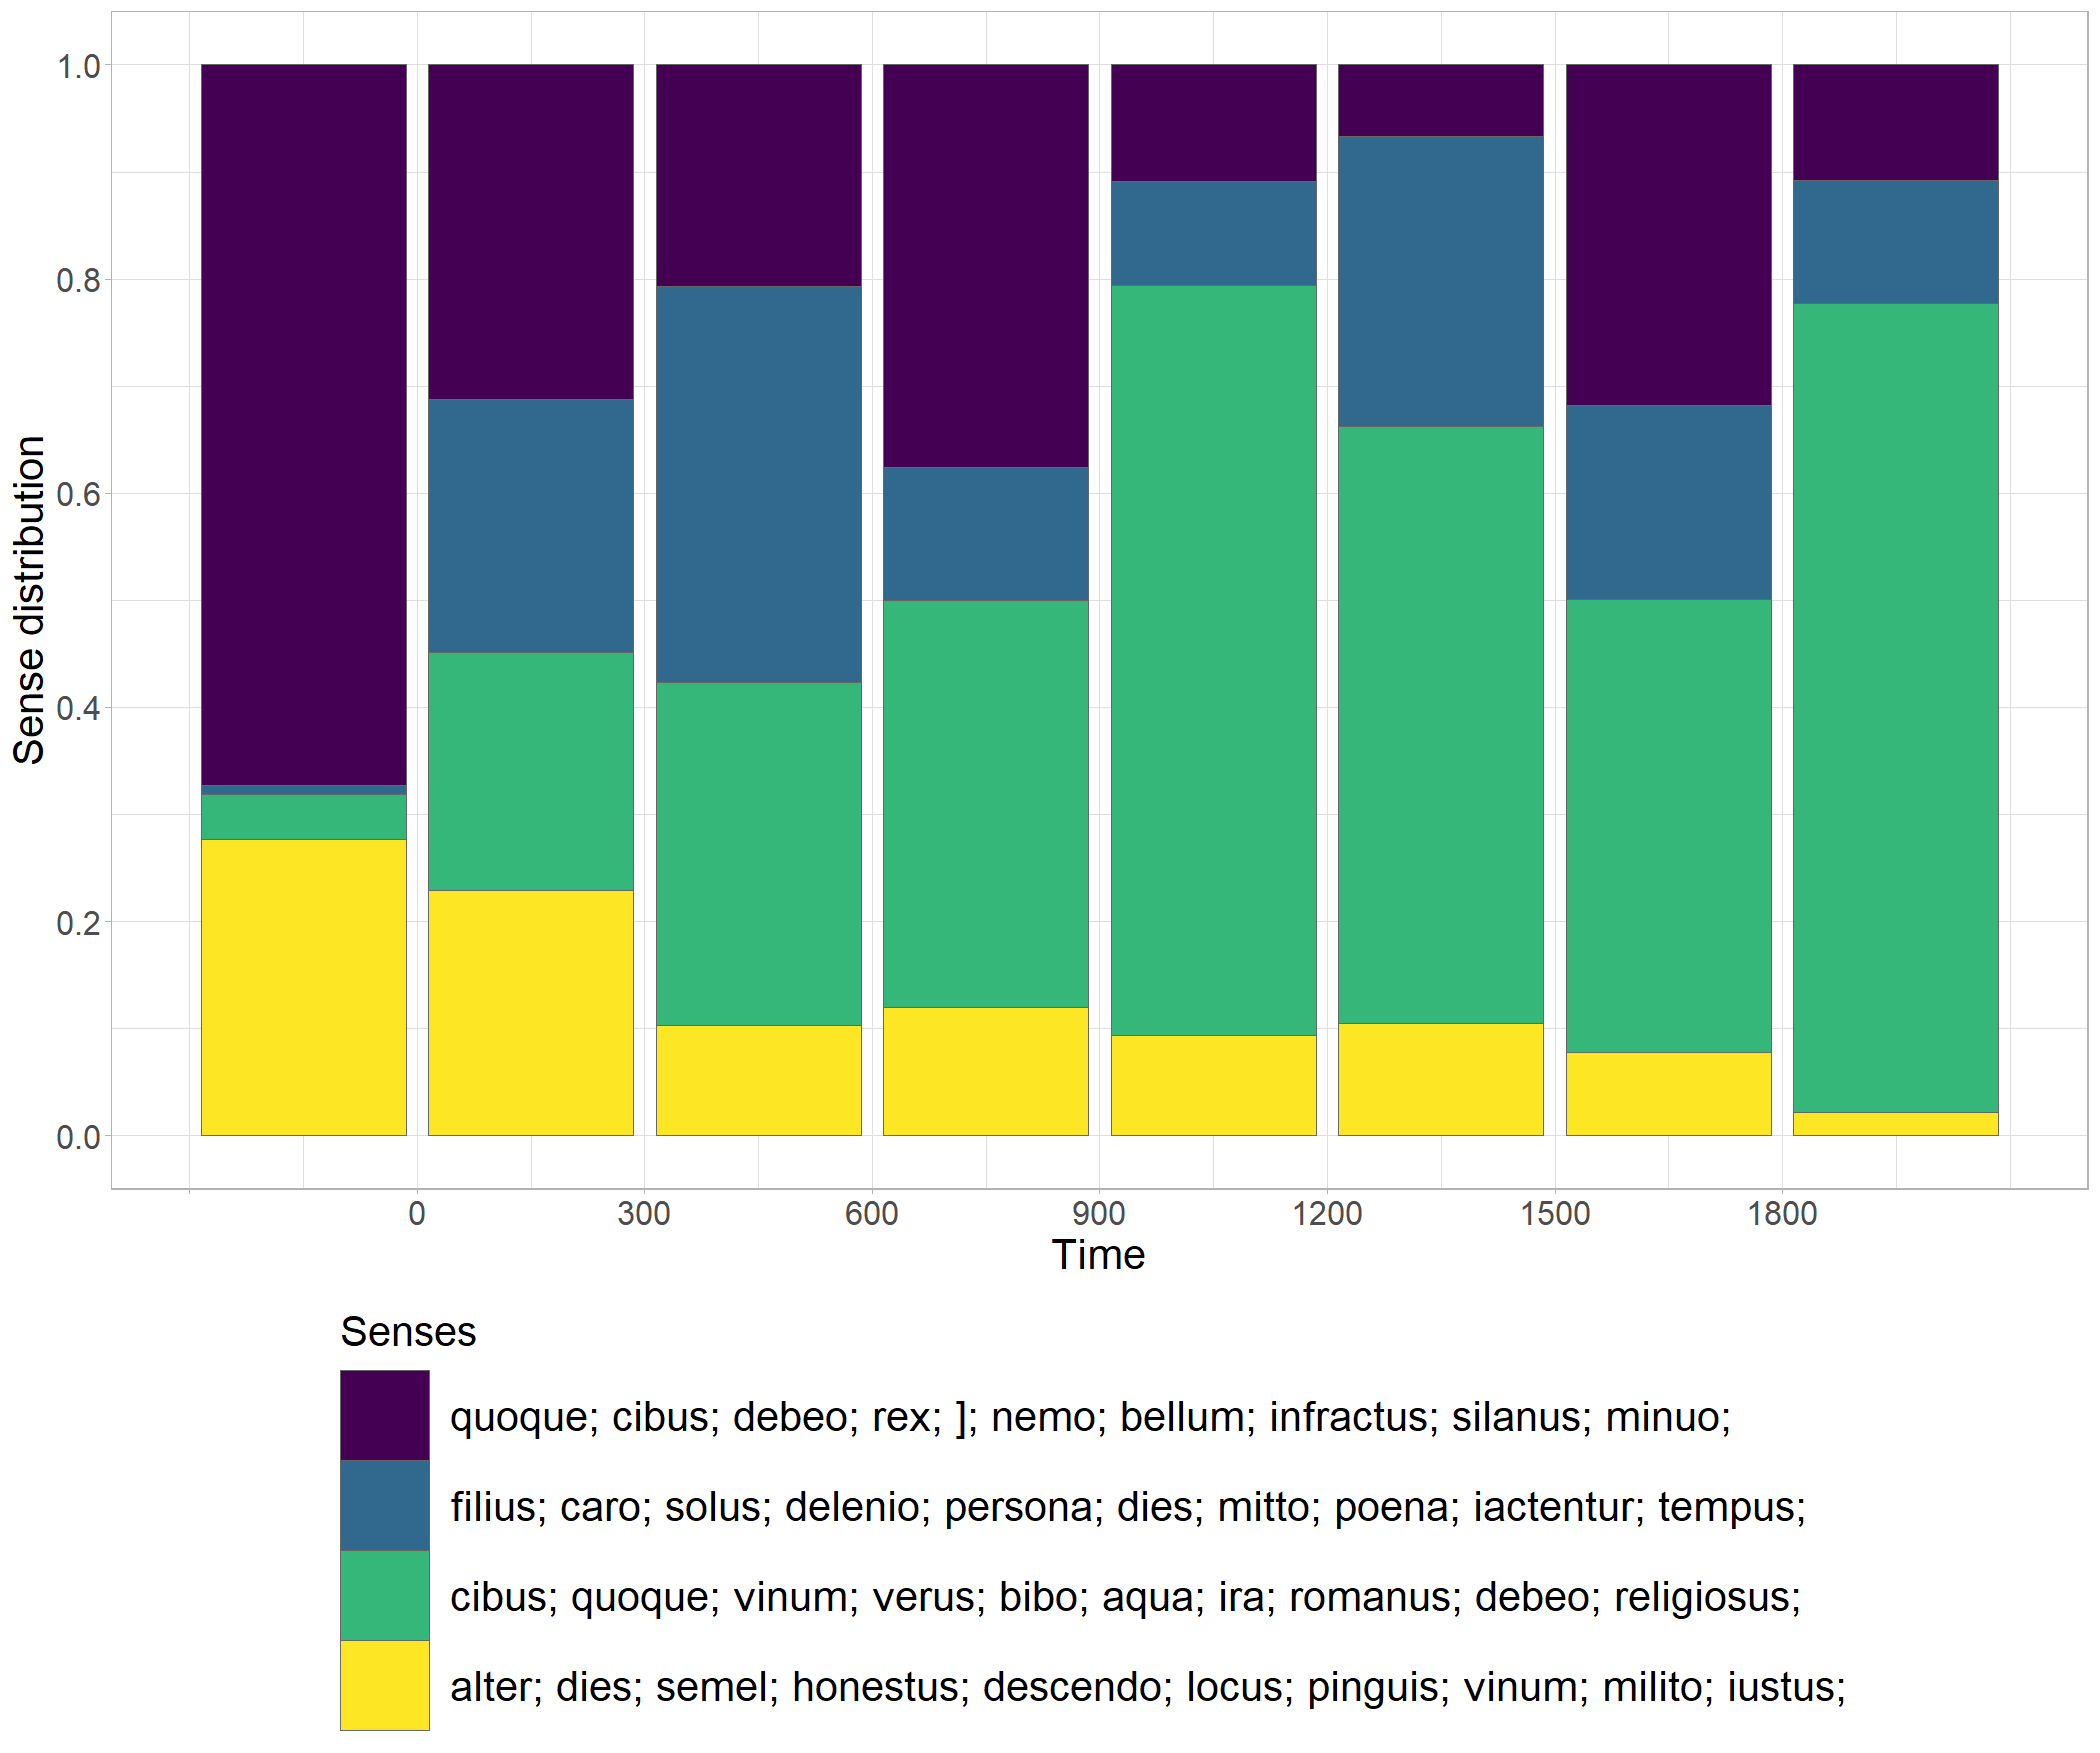 1.0
0.8
0.6
0.4
0.2
0.0
Sense distribution
0 300 600 900 1200 1500 1800
Time
Senses
quoque; cibus; debeo; rex; ]; nemo; bellum; infractus; silanus; minuo;
filius; caro; solus; delenio; persona; dies; mitto; poena; iactentur; tempus;
cibus; quoque; vinum; verus; bibo; aqua; ira; romanus; debeo; religiosus;
alter; dies; semel; honestus; descendo; locus; pinguis; vinum; milito; iustus;